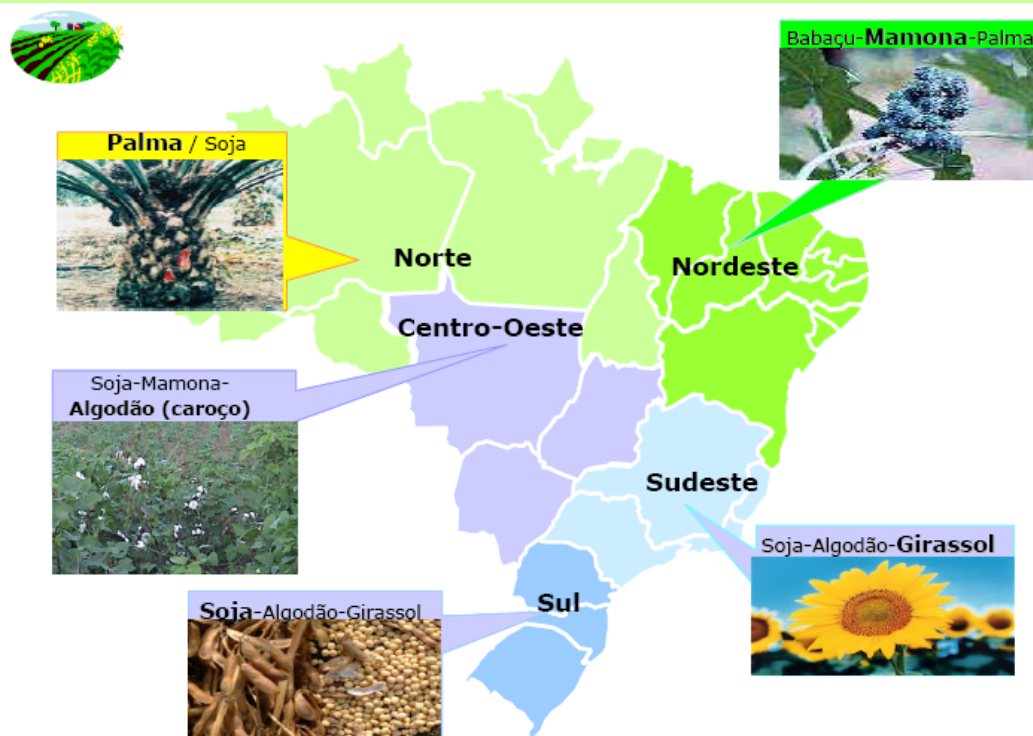 Babaçu-Mamona-Palma
Palma / Soja
Norte
Nordeste
Centro-Oeste
Soja-Mamona-
Algodão (caroço)
Sudeste
Soja-Algodão-Girassol
Soja-Algodão-Girassol
Sul